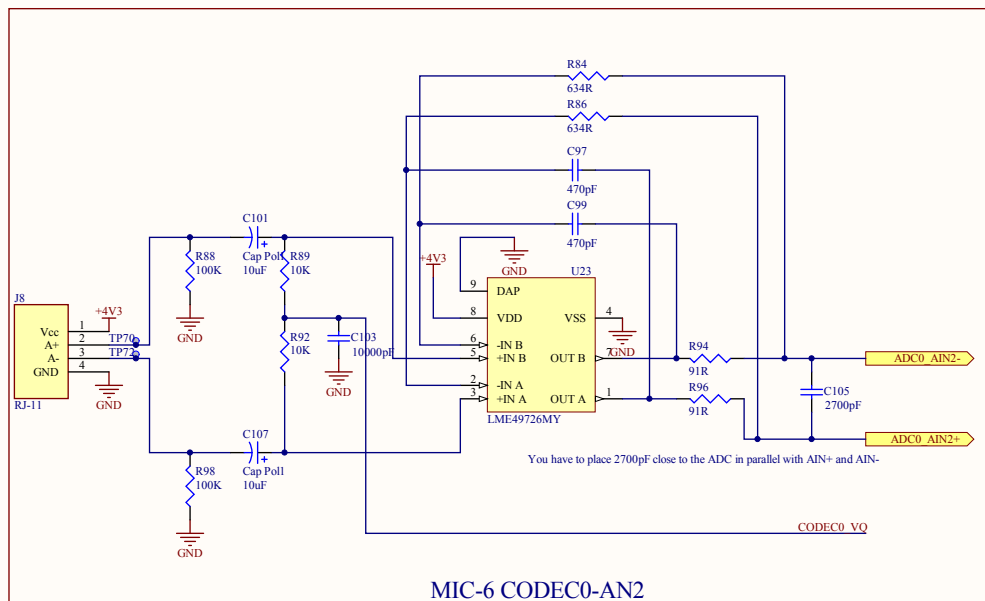 R84
634R
R86
634R
C97
470pF
C99
470pF
C101
Cap Pol1
10uF
R88
100K
R89
10K
GND
+4V3
GND
U23
9 DAP
8 VDD
VSS 4
6 -IN B
5 +IN B
OUT B 7
2 -IN A
3 +IN A
OUT A 1
LME49726MY
GND
J8
+4V3
Vcc 1
A+ 2 TP70
A- 3 TP72
GND 4
RJ-11
GND
R92
10K
C103
10000pF
GND
R94
91R
R96
91R
C105
2700pF
ADC0_AIN2-
ADC0_AIN2+
C107
Cap Pol1
10uF
R98
100K
GND
You have to place 2700pF close to the ADC in parallel with AIN+ and AIN-
CODEC0_VQ
MIC-6 CODEC0-AN2